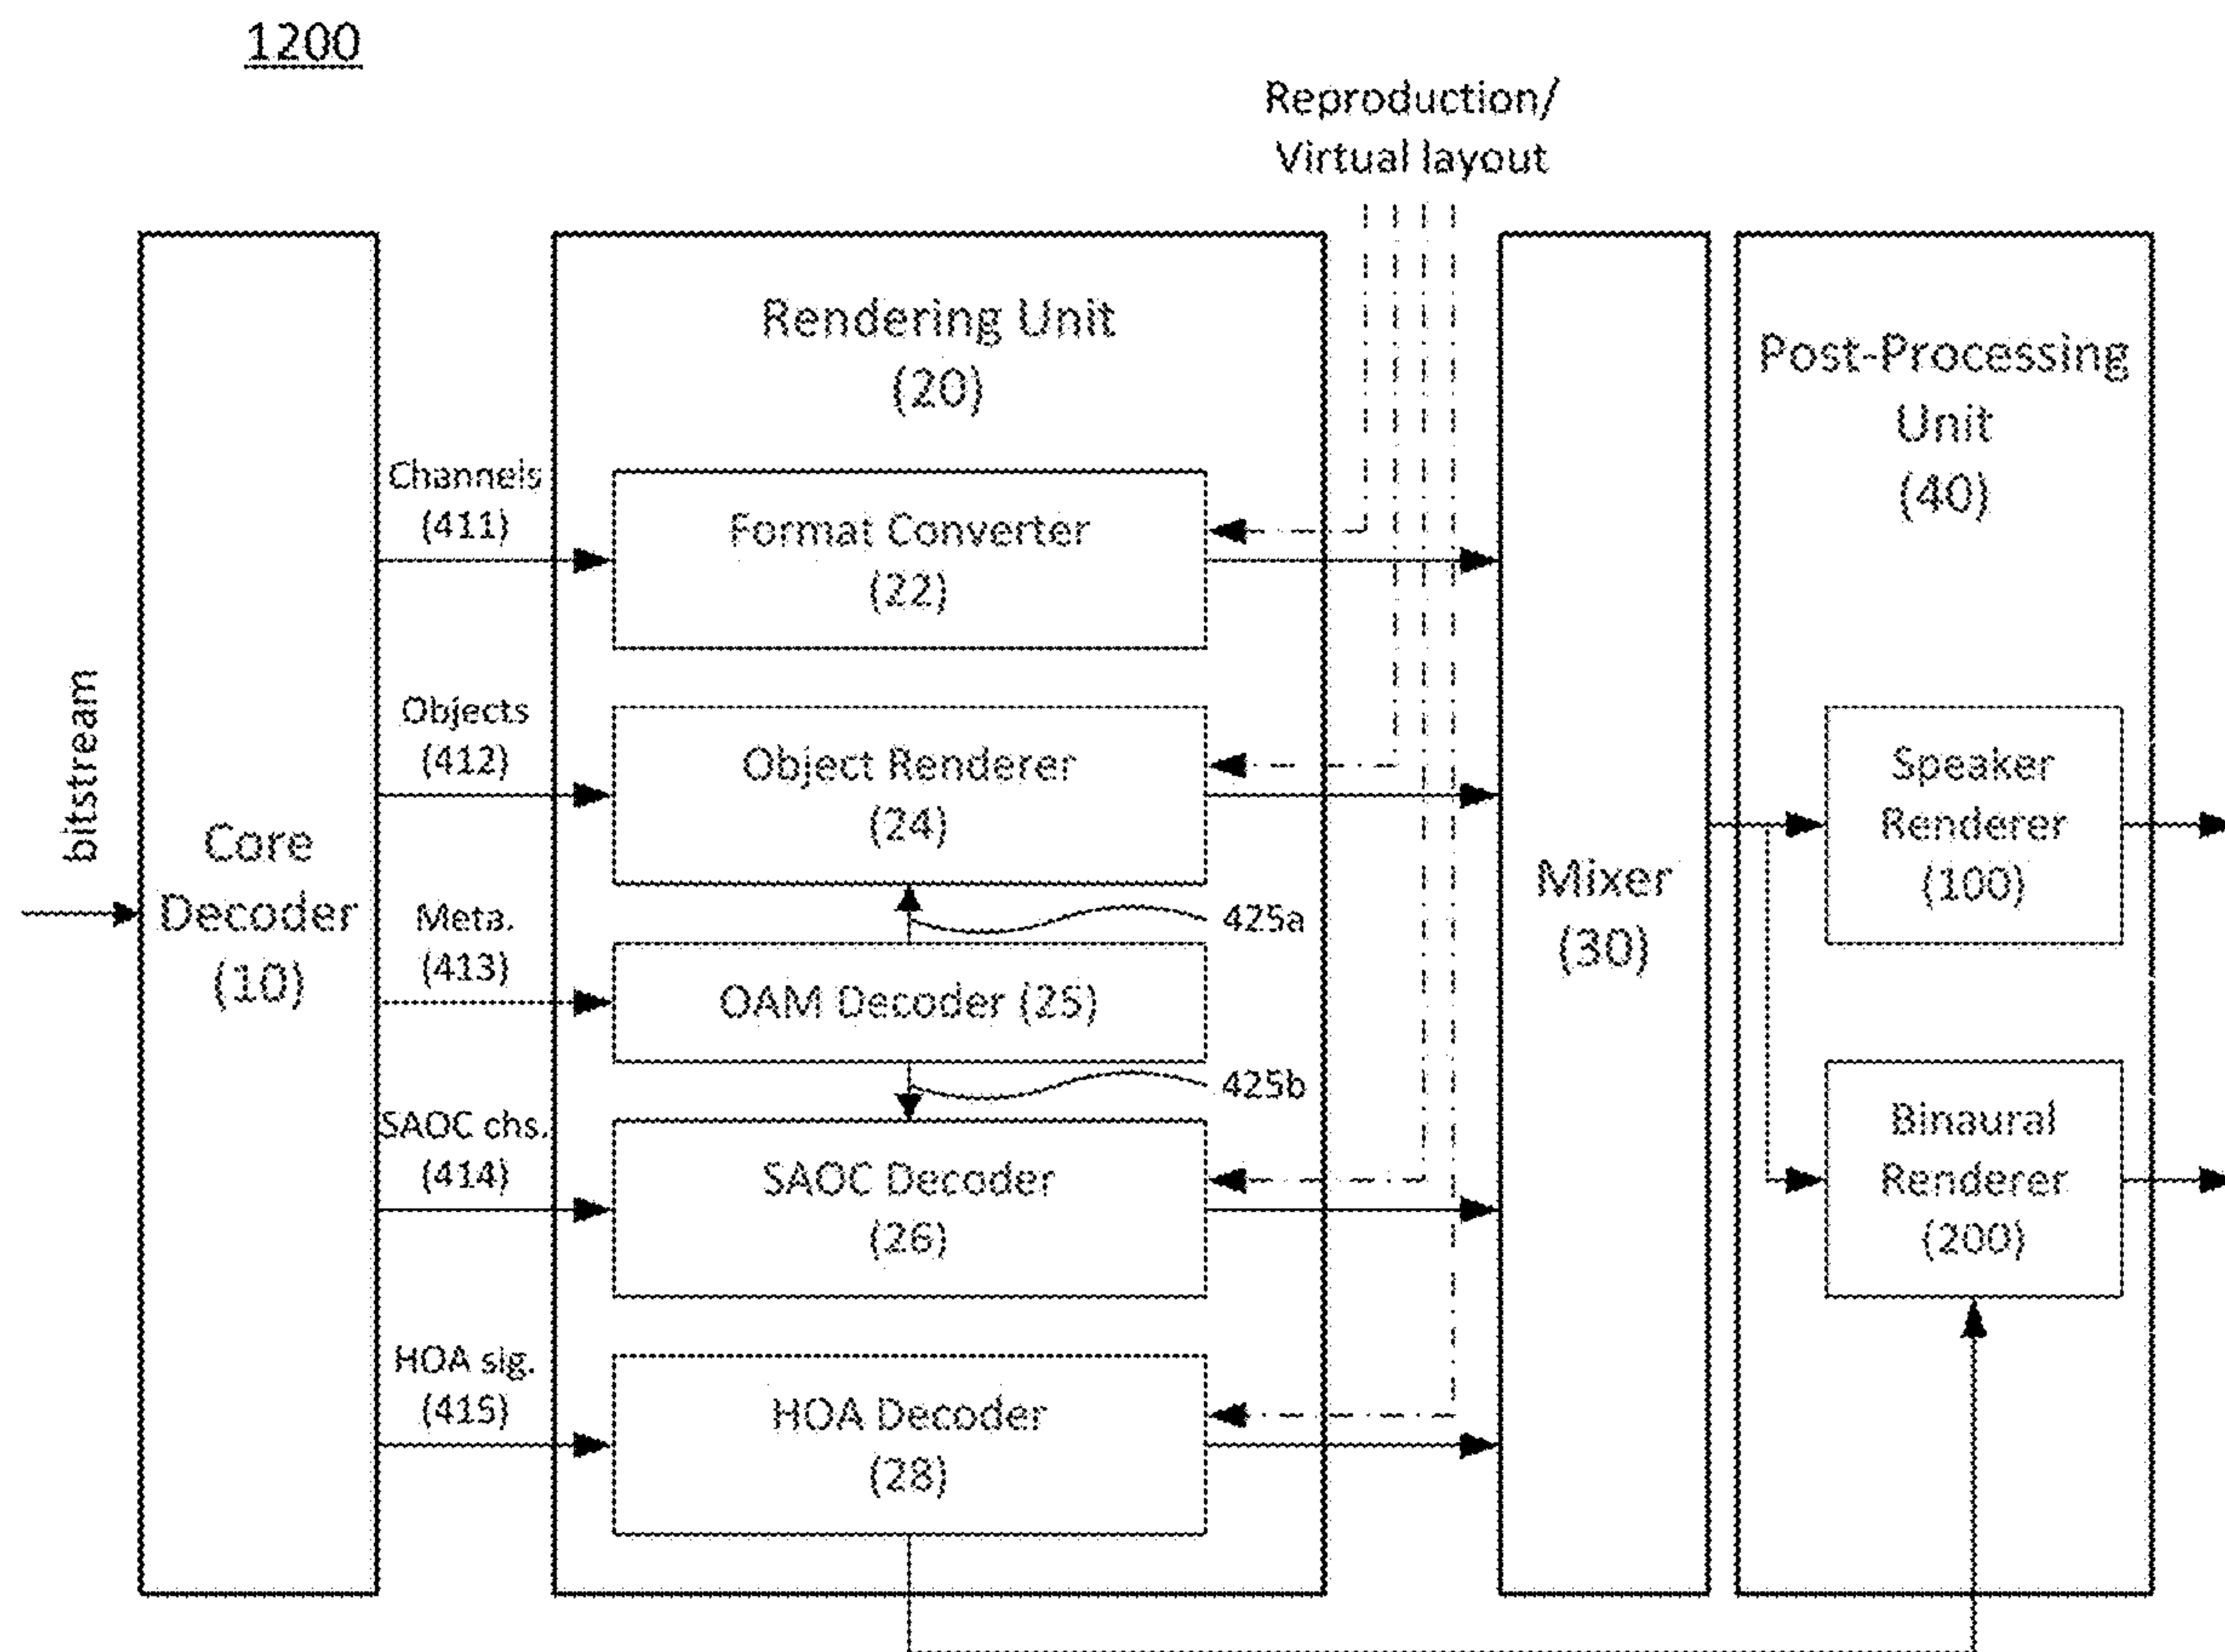 1200
Reproduction/
Virtual layout
bitstream
Core
Decoder
(10)
Channels
(411)
Objects
(412)
Meta.
(413)
SAOC chs.
(414)
HOA sig.
(415)
Rendering Unit
(20)
Format Converter
(22)
Object Renderer
(24)
425a
OAM Decoder (25)
425b
SAOC Decoder
(26)
HOA Decoder
(28)
Mixer
(30)
Post-Processing
Unit
(40)
Speaker
Renderer
(100)
Binaural
Renderer
(200)